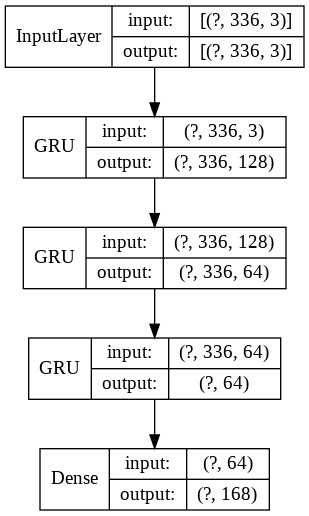 InputLayer input: [(?, 336, 3)]
output: [(?, 336, 3)]
GRU input: (?, 336, 3)
output: (?, 336, 128)
GRU input: (?, 336, 128)
output: (?, 336, 64)
GRU input: (?, 336, 64)
output: (?, 64)
Dense input: (?, 64)
output: (?, 168)